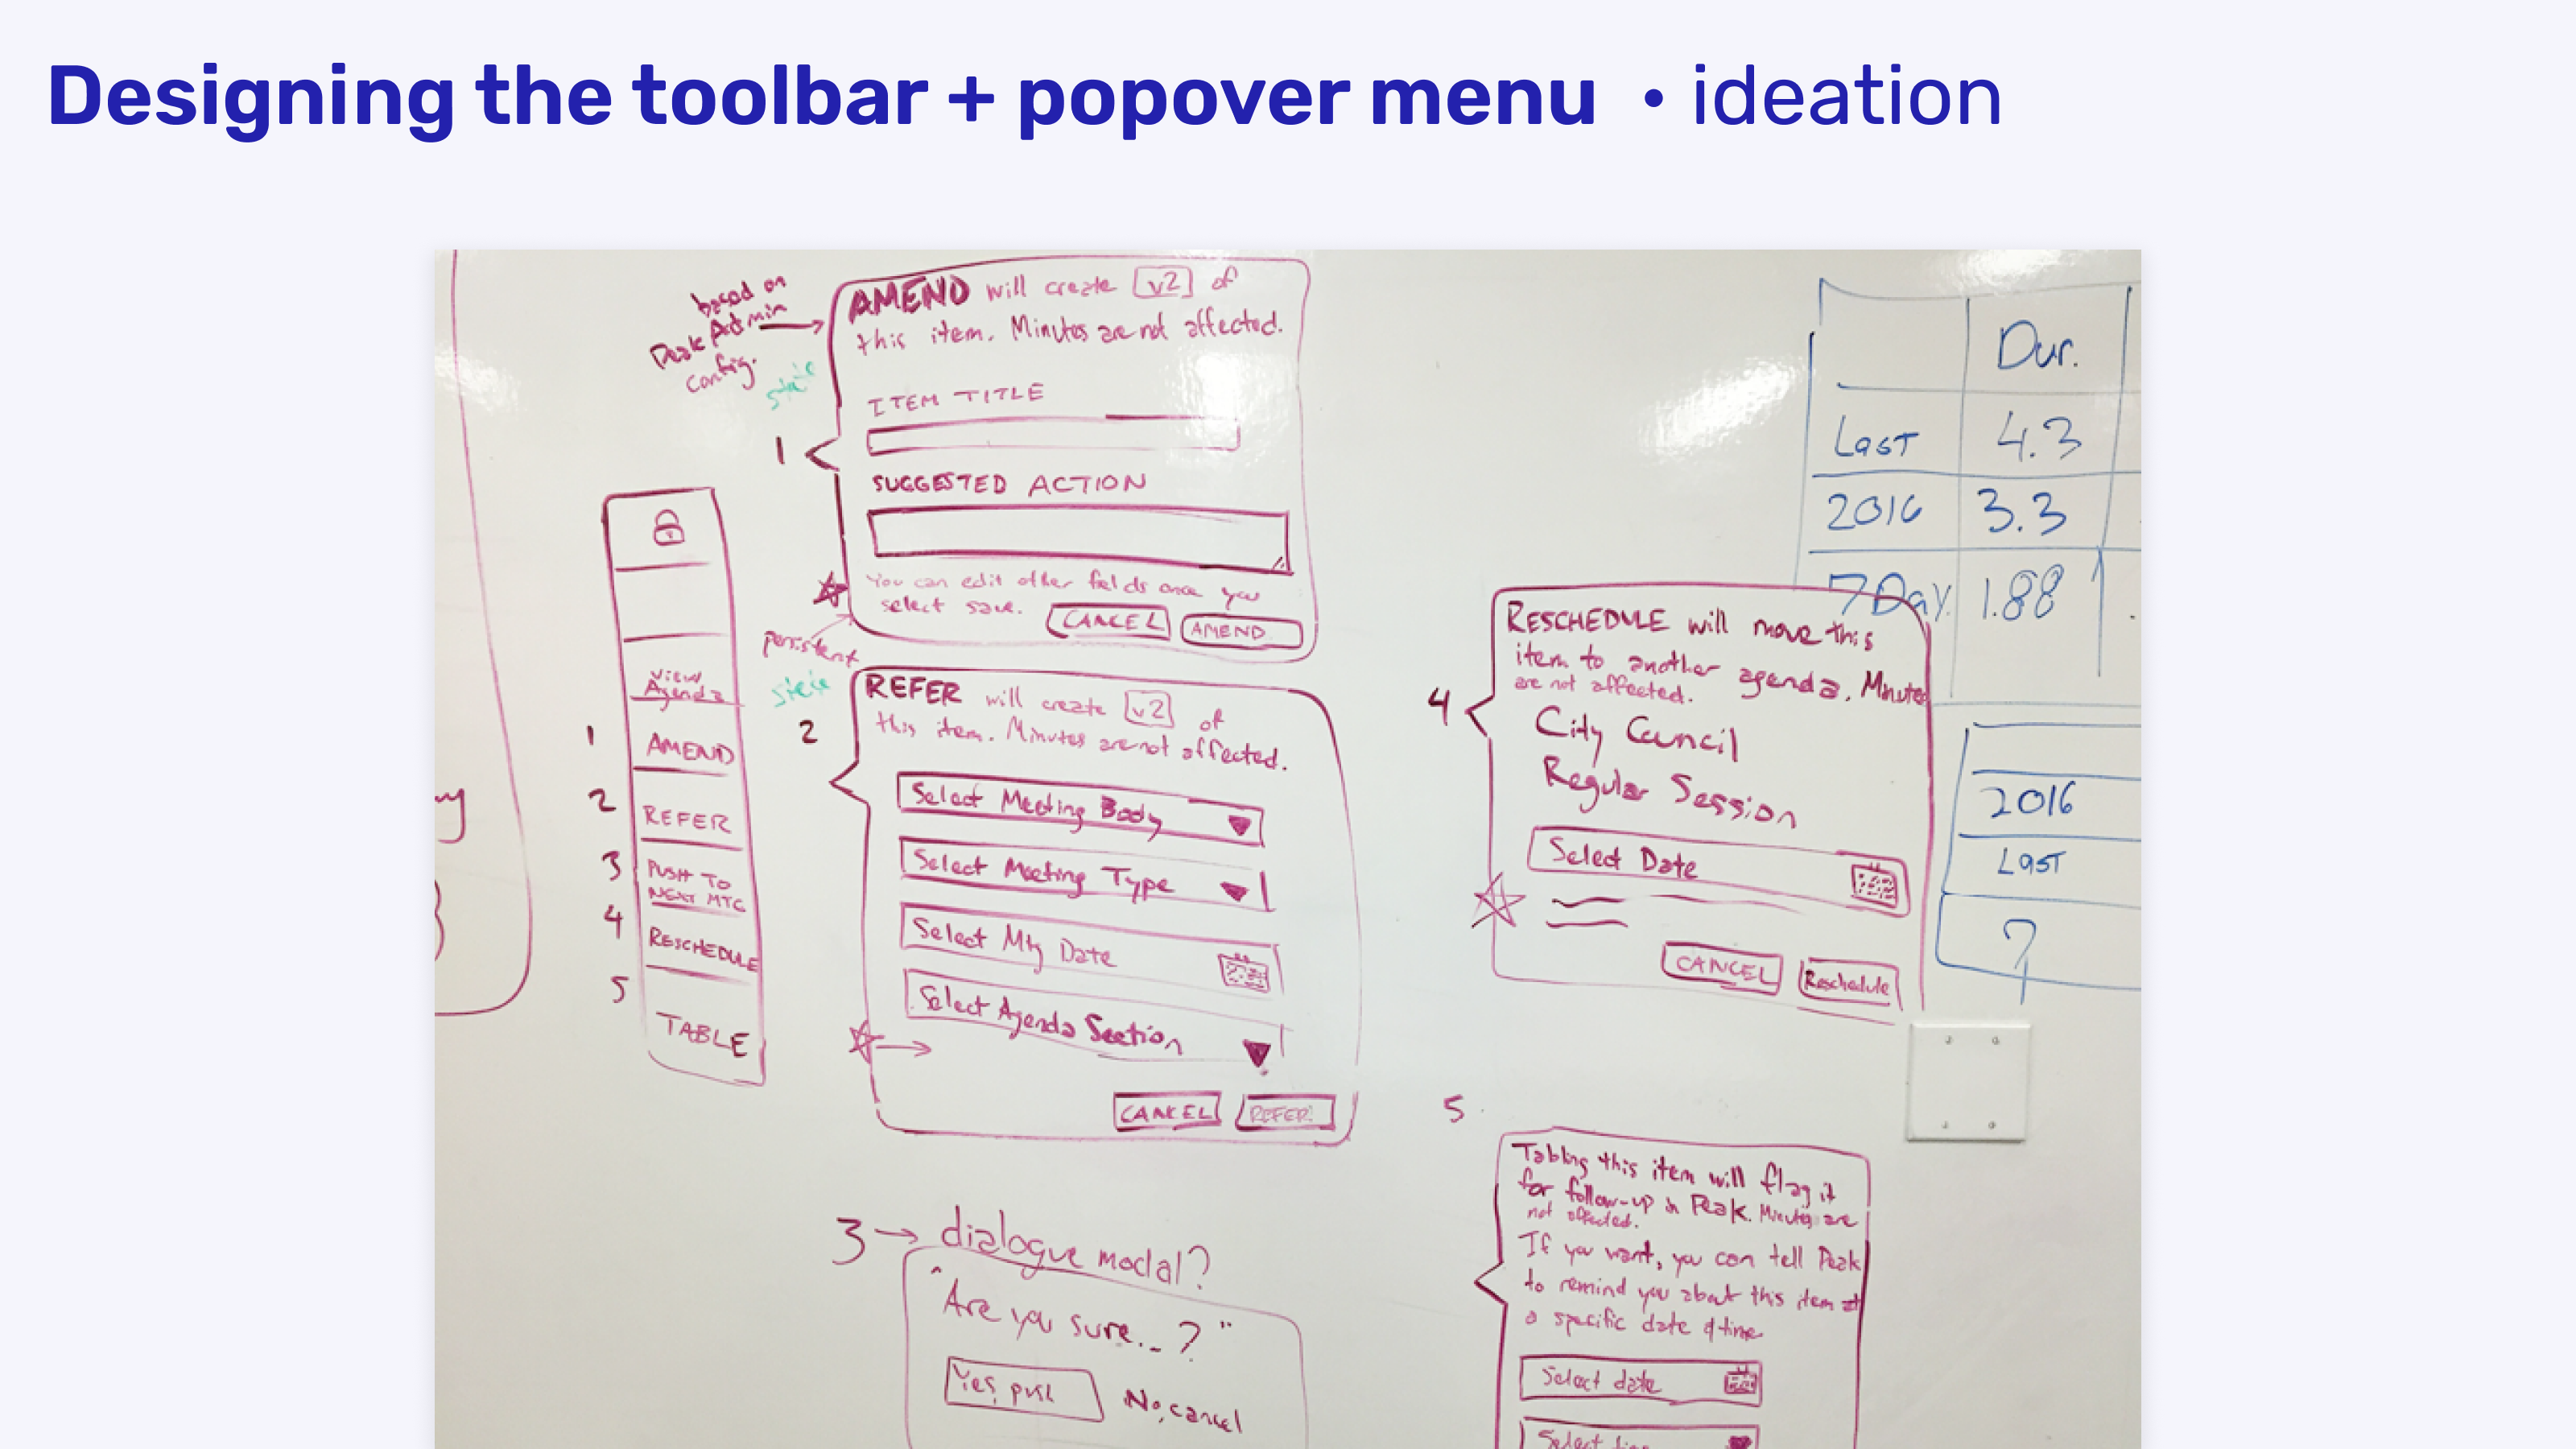 Designing the toolbar + popover menu • ideation
based on
Peak Admin
config.
state
1
AMEND will create v2 of
this item. Minutes are not affected.
ITEM TITLE
SUGGESTED ACTION
You can edit other fields once you
select save.
CANCEL
AMEND
persistent
View
Agenda
1 AMEND
2 REFER
3 PUSH TO
NEXT MTG
4 RESCHEDULE
5 TABLE
2
REFER will create v2 of
this item. Minutes are not affected.
Select Meeting Body
Select Meeting Type
Select Mtg Date
Select Agenda Section
CANCEL
REFER
3 → dialogue modal?
"Are you sure...?"
Yes, push
No, cancel
4
RESCHEDULE will move this
item to another agenda. Minutes
are not affected.
City Council
Regular Session
Select Date
CANCEL
Reschedule
5
Tabling this item will flag it
for follow-up in Peak. Minutes are
not affected.
If you want, you can tell Peak
to remind you about this item at
a specific date & time
Select date
Dur.
Last 4.3
2016 3.3
7 Day 1.88
2016
Last
7